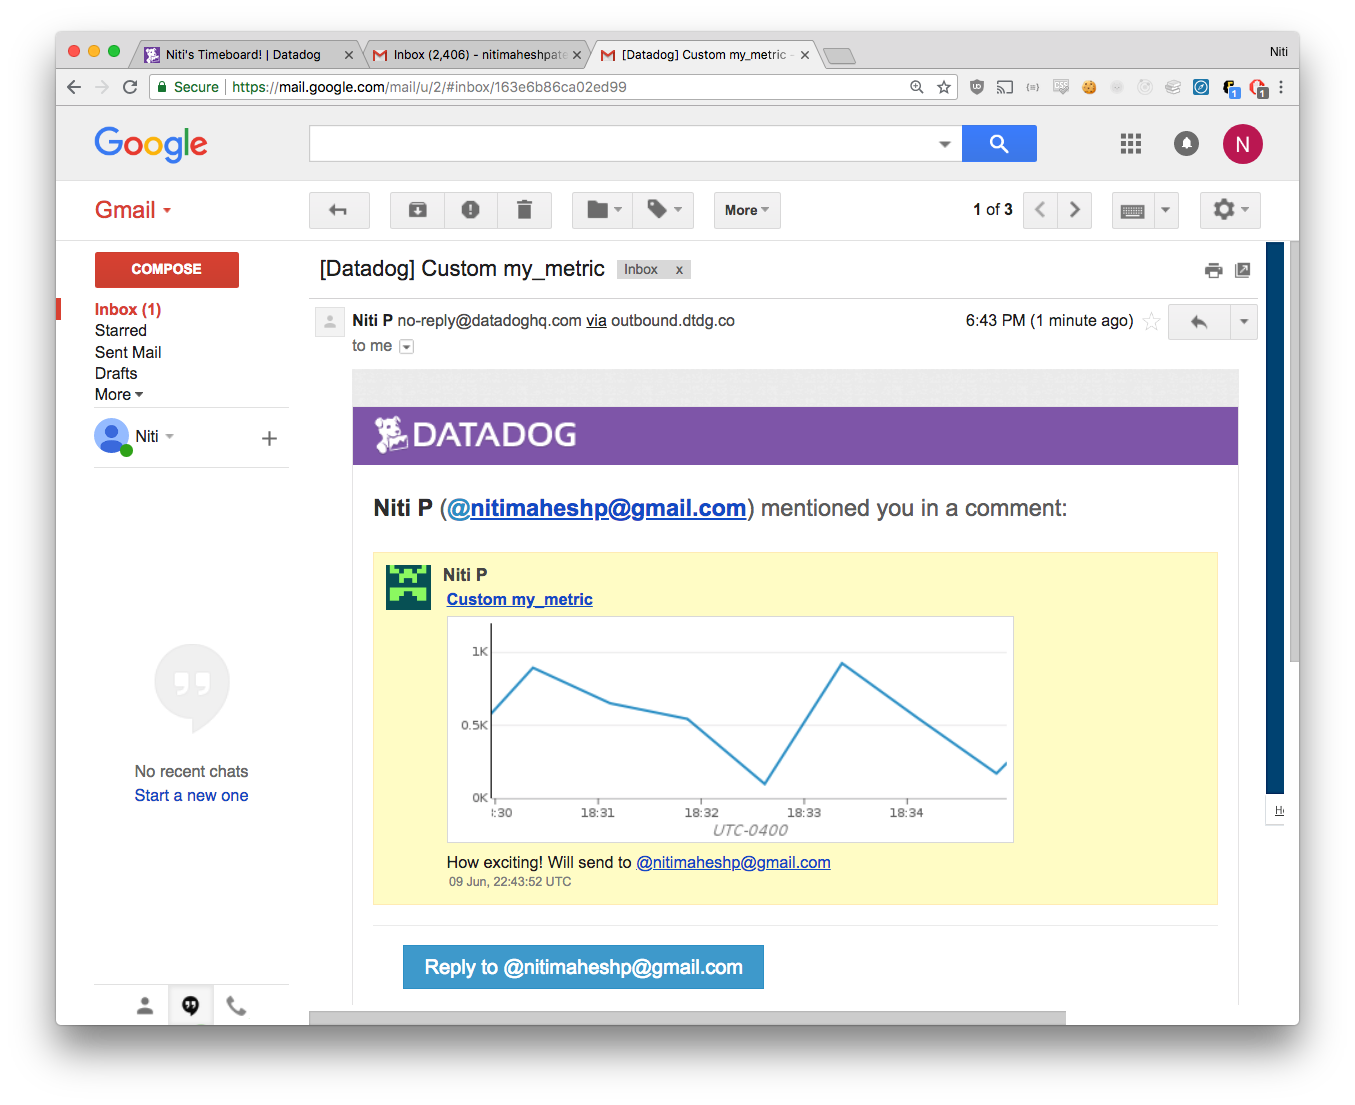 Niti's Timeboard! | Datadog
Inbox (2,406) - nitimaheshpate
[Datadog] Custom my_metric -
Niti
Secure
https://mail.google.com/mail/u/2/#inbox/163e6b86ca02ed99
1
1
Google
N
Gmail
More
1 of 3
COMPOSE
[Datadog] Custom my_metric
Inbox x
Inbox (1)
Starred
Sent Mail
Drafts
More
Niti P no-reply@datadoghq.com via outbound.dtdg.co
6:43 PM (1 minute ago)
to me
Niti
DATADOG
Niti P (@nitimaheshp@gmail.com) mentioned you in a comment:
Niti P
Custom my_metric
1K
0.5K
0K
:30 18:31 18:32 18:33 18:34
UTC-0400
How exciting! Will send to @nitimaheshp@gmail.com
09 Jun, 22:43:52 UTC
Reply to @nitimaheshp@gmail.com
No recent chats
Start a new one